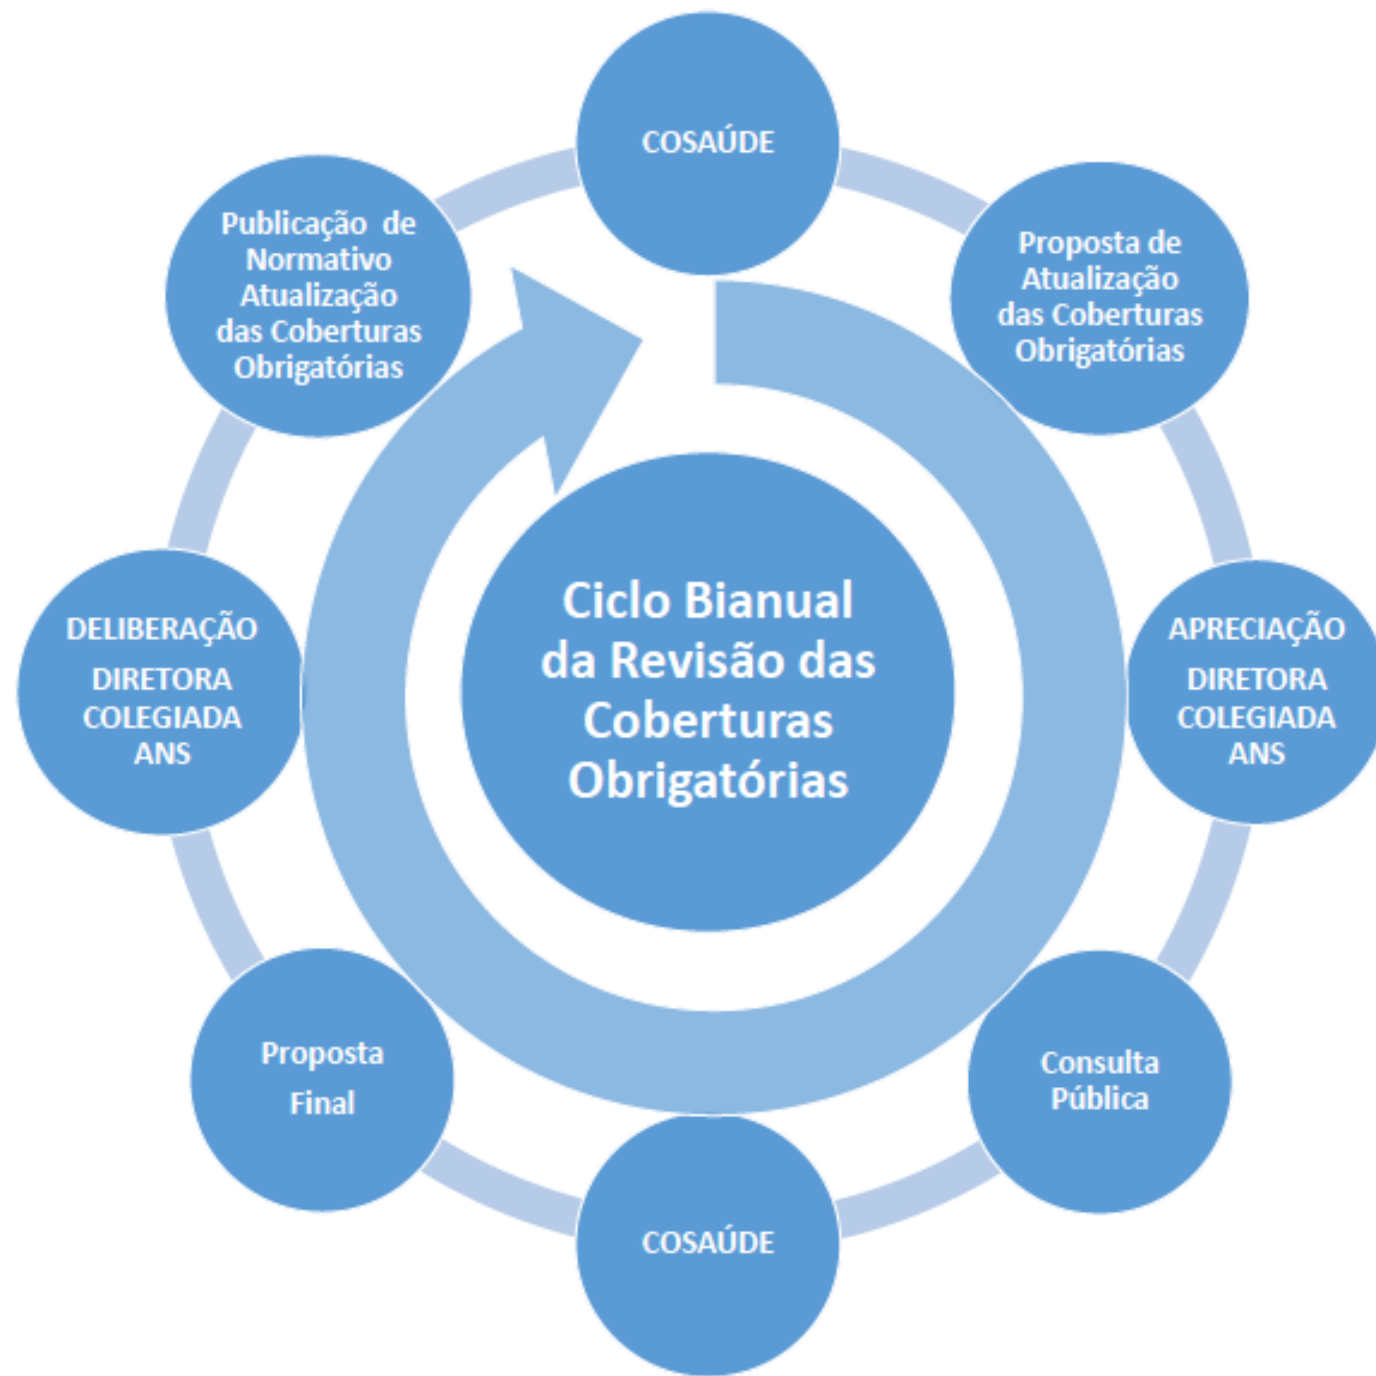 COSAÚDE
Proposta de
Atualização
das Coberturas
Obrigatórias
APRECIAÇÃO
DIRETORA
COLEGIADA
ANS
Consulta
Pública
COSAÚDE
Proposta
Final
DELIBERAÇÃO
DIRETORA
COLEGIADA
ANS
Publicação de
Normativo
Atualização
das Coberturas
Obrigatórias
Ciclo Bianual
da Revisão das
Coberturas
Obrigatórias